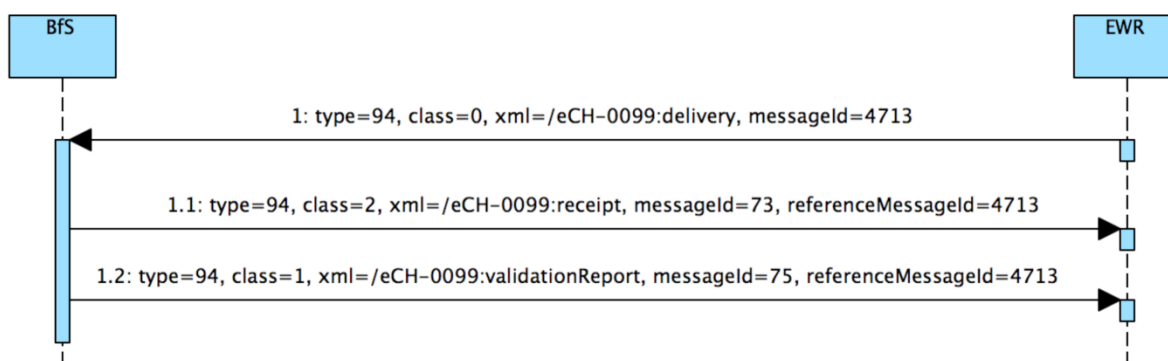 BfS
EWR
1: type=94, class=0, xml=/eCH-0099:delivery, messageId=4713
1.1: type=94, class=2, xml=/eCH-0099:receipt, messageId=73, referenceMessageId=4713
1.2: type=94, class=1, xml=/eCH-0099:validationReport, messageId=75, referenceMessageId=4713